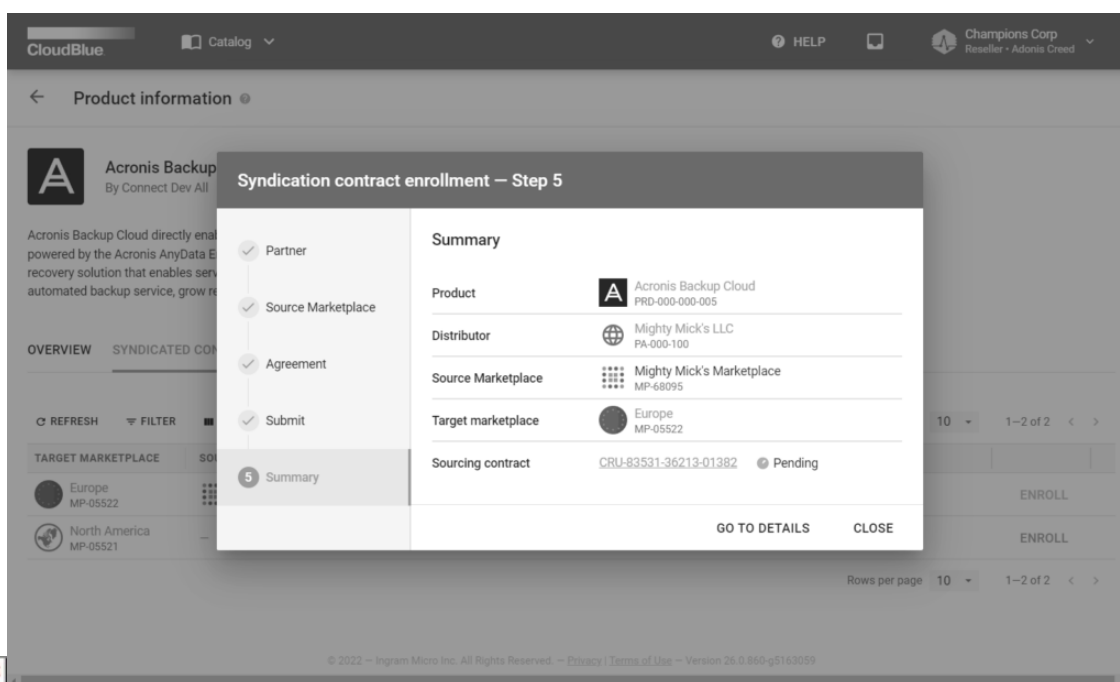 CloudBlue
Catalog
HELP
Champions Corp
Reseller • Adonis Creed
Product information
Acronis Backup
By Connect Dev All
Acronis Backup Cloud directly enal
powered by the Acronis AnyData E
recovery solution that enables serv
automated backup service, grow re
OVERVIEW SYNDICATED CON
REFRESH FILTER
10 1–2 of 2
TARGET MARKETPLACE SOU
Europe
MP-05522
ENROLL
North America
MP-05521
—
ENROLL
Rows per page 10 1–2 of 2
Syndication contract enrollment — Step 5
Partner
Source Marketplace
Agreement
Submit
5 Summary
Summary
Product
Acronis Backup Cloud
PRD-000-000-005
Distributor
Mighty Mick's LLC
PA-000-100
Source Marketplace
Mighty Mick's Marketplace
MP-68095
Target marketplace
Europe
MP-05522
Sourcing contract
CRU-83531-36213-01382 Pending
GO TO DETAILS CLOSE
© 2022 — Ingram Micro Inc. All Rights Reserved. — Privacy | Terms of Use — Version 26.0.860-g5163059